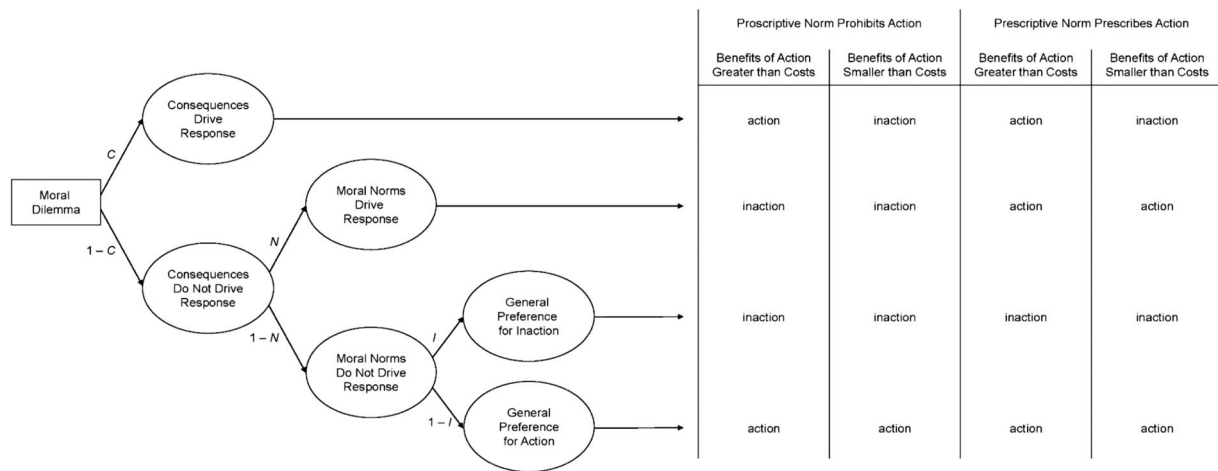 Proscriptive Norm Prohibits Action
Prescriptive Norm Prescribes Action
Benefits of Action
Greater than Costs
Benefits of Action
Smaller than Costs
Benefits of Action
Greater than Costs
Benefits of Action
Smaller than Costs
Consequences
Drive
Response
action
inaction
action
inaction
C
Moral
Dilemma
Moral Norms
Drive
Response
inaction
inaction
action
action
1 – C
N
Consequences
Do Not Drive
Response
General
Preference
for Inaction
inaction
inaction
inaction
inaction
1 – N
I
Moral Norms
Do Not Drive
Response
1 – I
General
Preference
for Action
action
action
action
action